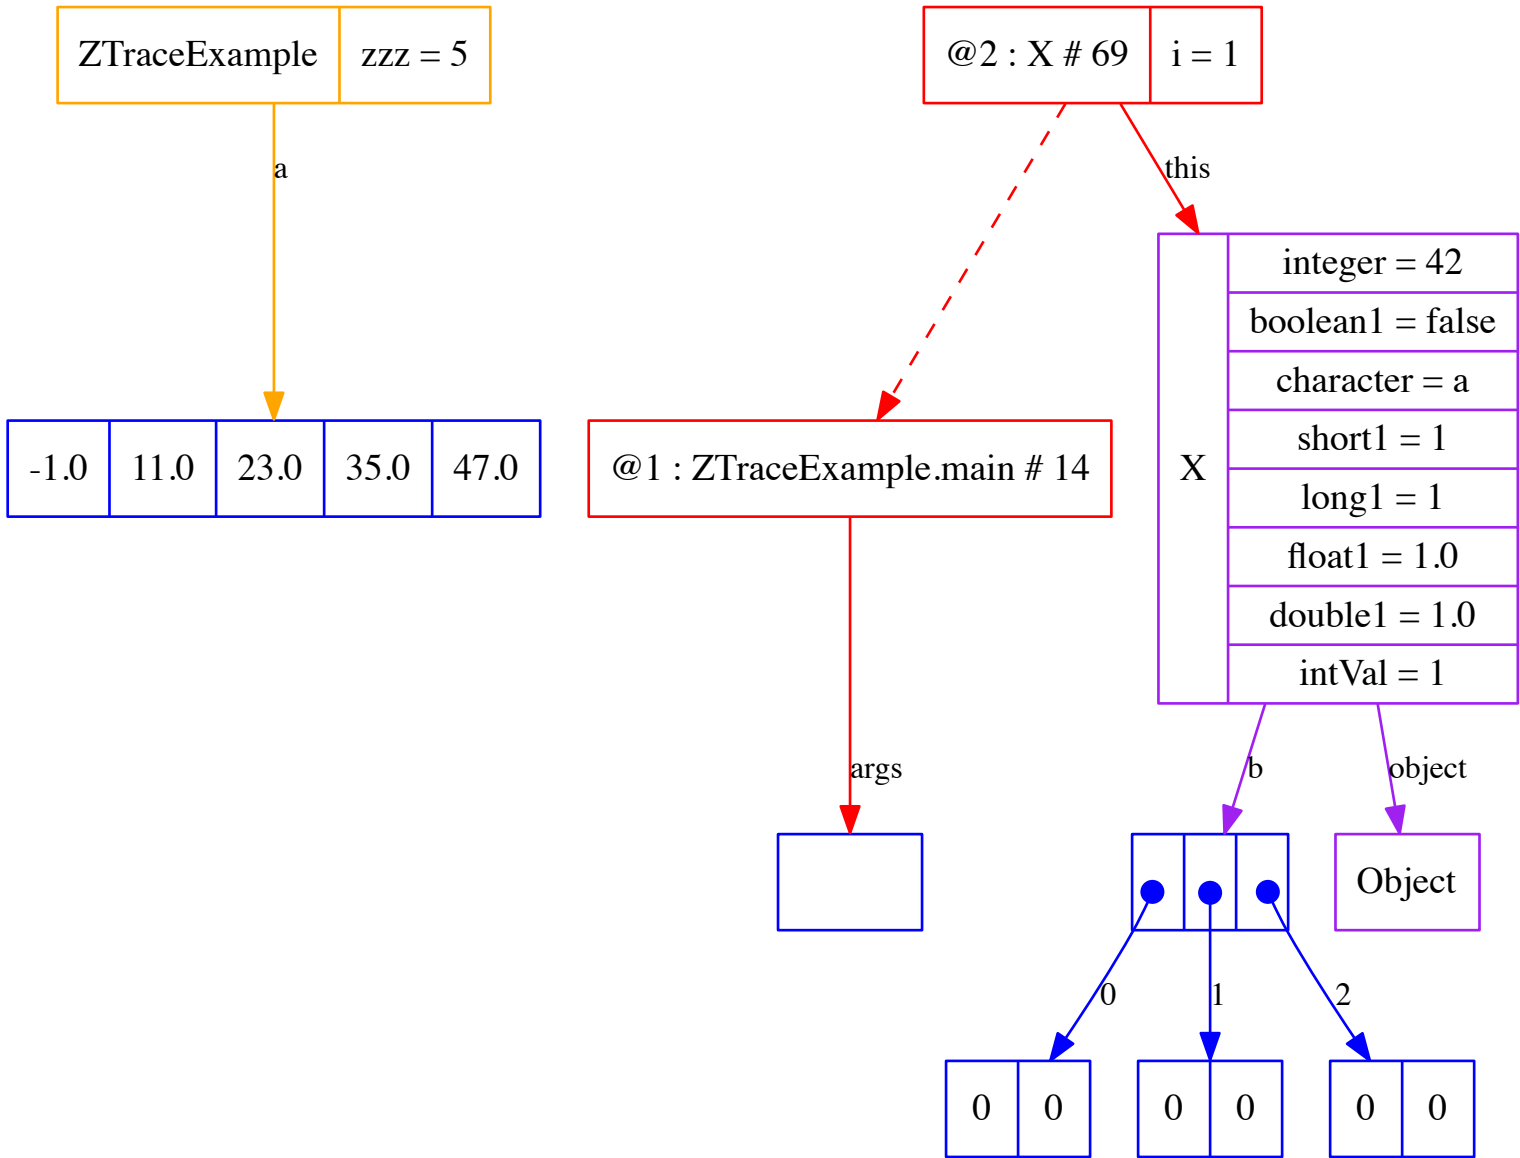 ZTraceExample
zzz = 5
@2 : X # 69
i = 1
a
this
integer = 42
boolean1 = false
character = a
short1 = 1
X
long1 = 1
float1 = 1.0
double1 = 1.0
intVal = 1
-1.0
11.0
23.0
35.0
47.0
@1 : ZTraceExample.main # 14
args
b
object
Object
0
1
2
0
0
0
0
0
0